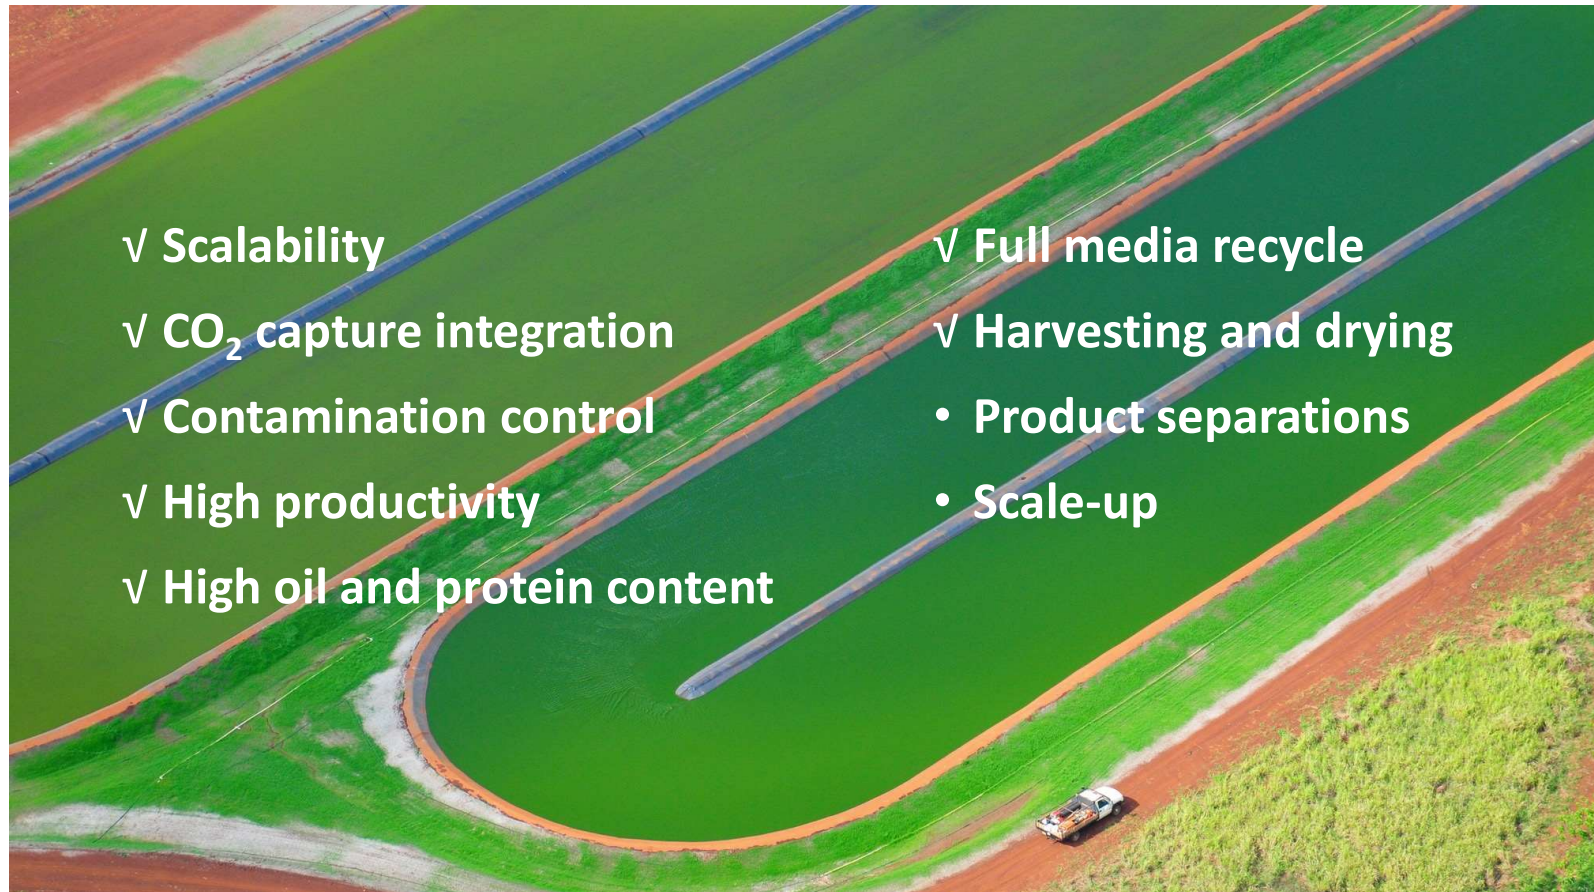 √ Scalability
√ CO₂ capture integration
√ Contamination control
√ High productivity
√ High oil and protein content
√ Full media recycle
√ Harvesting and drying
• Product separations
• Scale-up